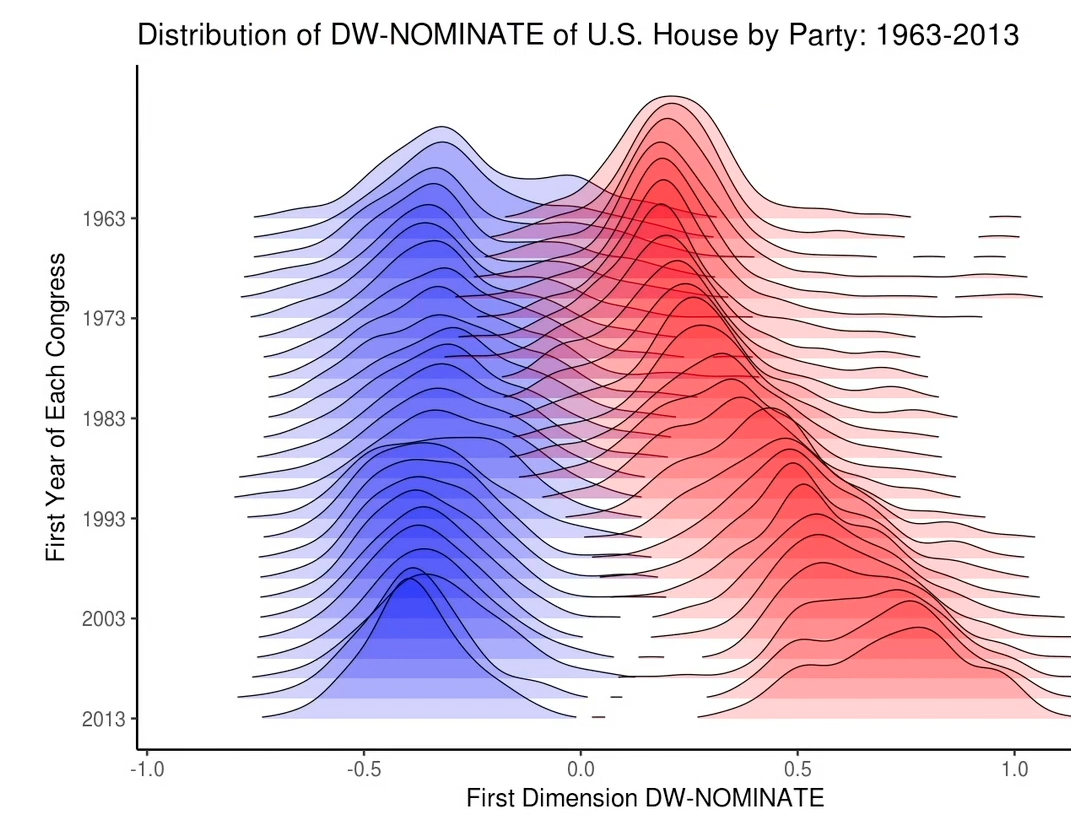 Distribution of DW-NOMINATE of U.S. House by Party: 1963-2013
First Year of Each Congress
1963
1973
1983
1993
2003
2013
-1.0 -0.5 0.0 0.5 1.0
First Dimension DW-NOMINATE